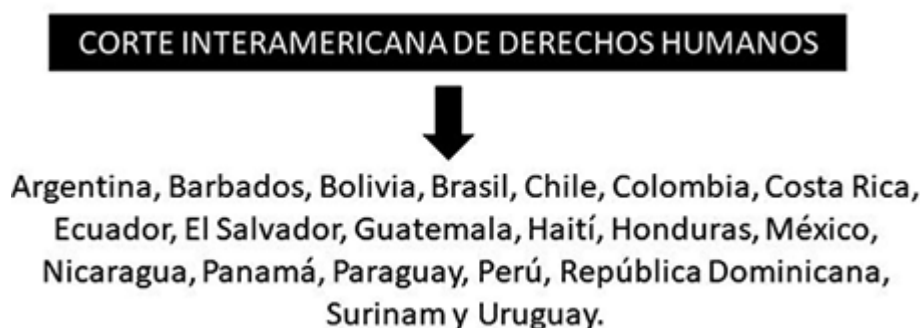 CORTE INTERAMERICANA DE DERECHOS HUMANOS
Argentina, Barbados, Bolivia, Brasil, Chile, Colombia, Costa Rica,
Ecuador, El Salvador, Guatemala, Haití, Honduras, México,
Nicaragua, Panamá, Paraguay, Perú, República Dominicana,
Surinam y Uruguay.